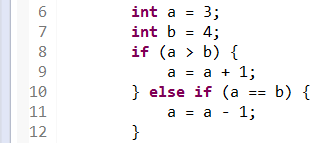 6 int a = 3;
7 int b = 4;
8 if (a > b) {
9 a = a + 1;
10 } else if (a == b) {
11 a = a - 1;
12 }